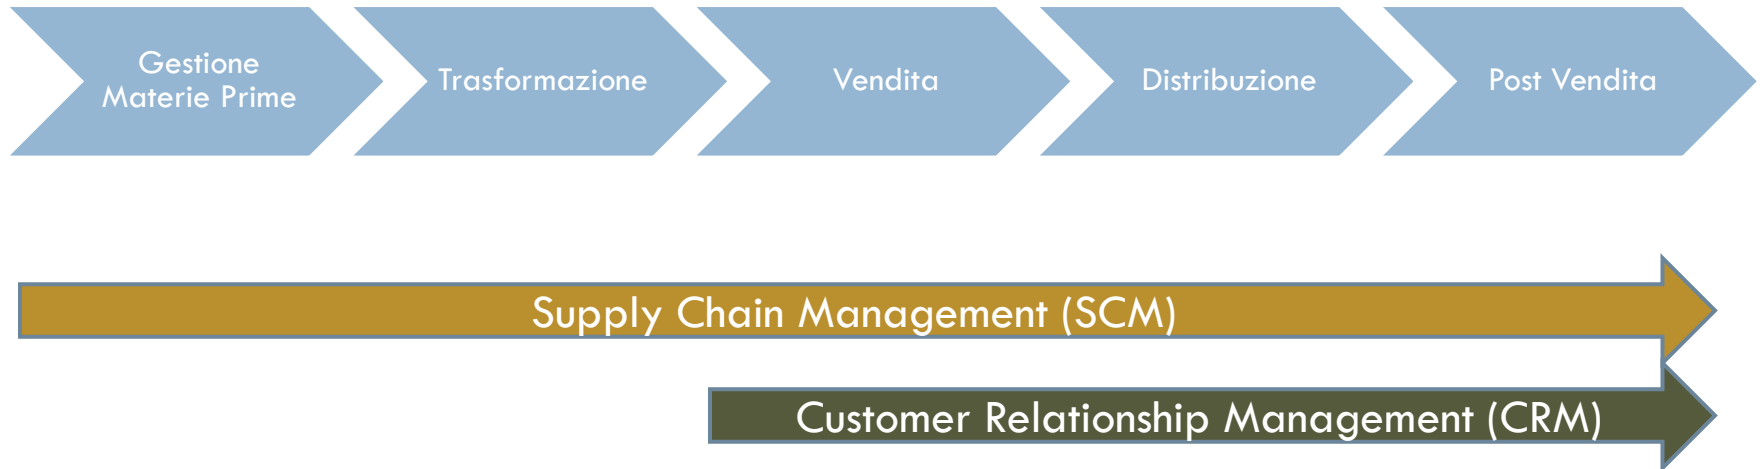 Gestione
Materie Prime
Trasformazione
Vendita
Distribuzione
Post Vendita
Supply Chain Management (SCM)
Customer Relationship Management (CRM)